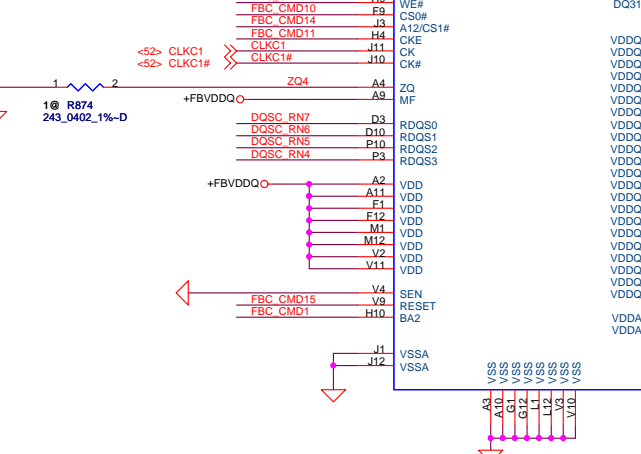 WE# DQ31
FBC_CMD10 F9 CS0#
FBC_CMD14 J3 A12/CS1#
FBC_CMD11 H4 CKE VDDQ
<52> CLKC1 CLKC1 J11 CK VDDQ
<52> CLKC1# CLKC1# J10 CK# VDDQ
VDDQ
1 2 ZQ4 A4 ZQ VDDQ
+FBVDDQ A9 MF VDDQ
1@ R874 VDDQ
243_0402_1%~D DQSC_RN7 D3 RDQS0 VDDQ
DQSC_RN6 D10 RDQS1 VDDQ
DQSC_RN5 P10 RDQS2 VDDQ
DQSC_RN4 P3 RDQS3 VDDQ
VDDQ
+FBVDDQ A2 VDD VDDQ
A11 VDD VDDQ
F1 VDD VDDQ
F12 VDD VDDQ
M1 VDD VDDQ
M12 VDD VDDQ
V2 VDD VDDQ
V11 VDD VDDQ
VDDQ
V4 SEN VDDQ
FBC_CMD15 V9 RESET
FBC_CMD1 H10 BA2 VDDA
VDDA
J1 VSSA
J12 VSSA
VSS VSS VSS VSS VSS VSS VSS VSS
A3 A10 G1 G12 L1 L12 V3 V10